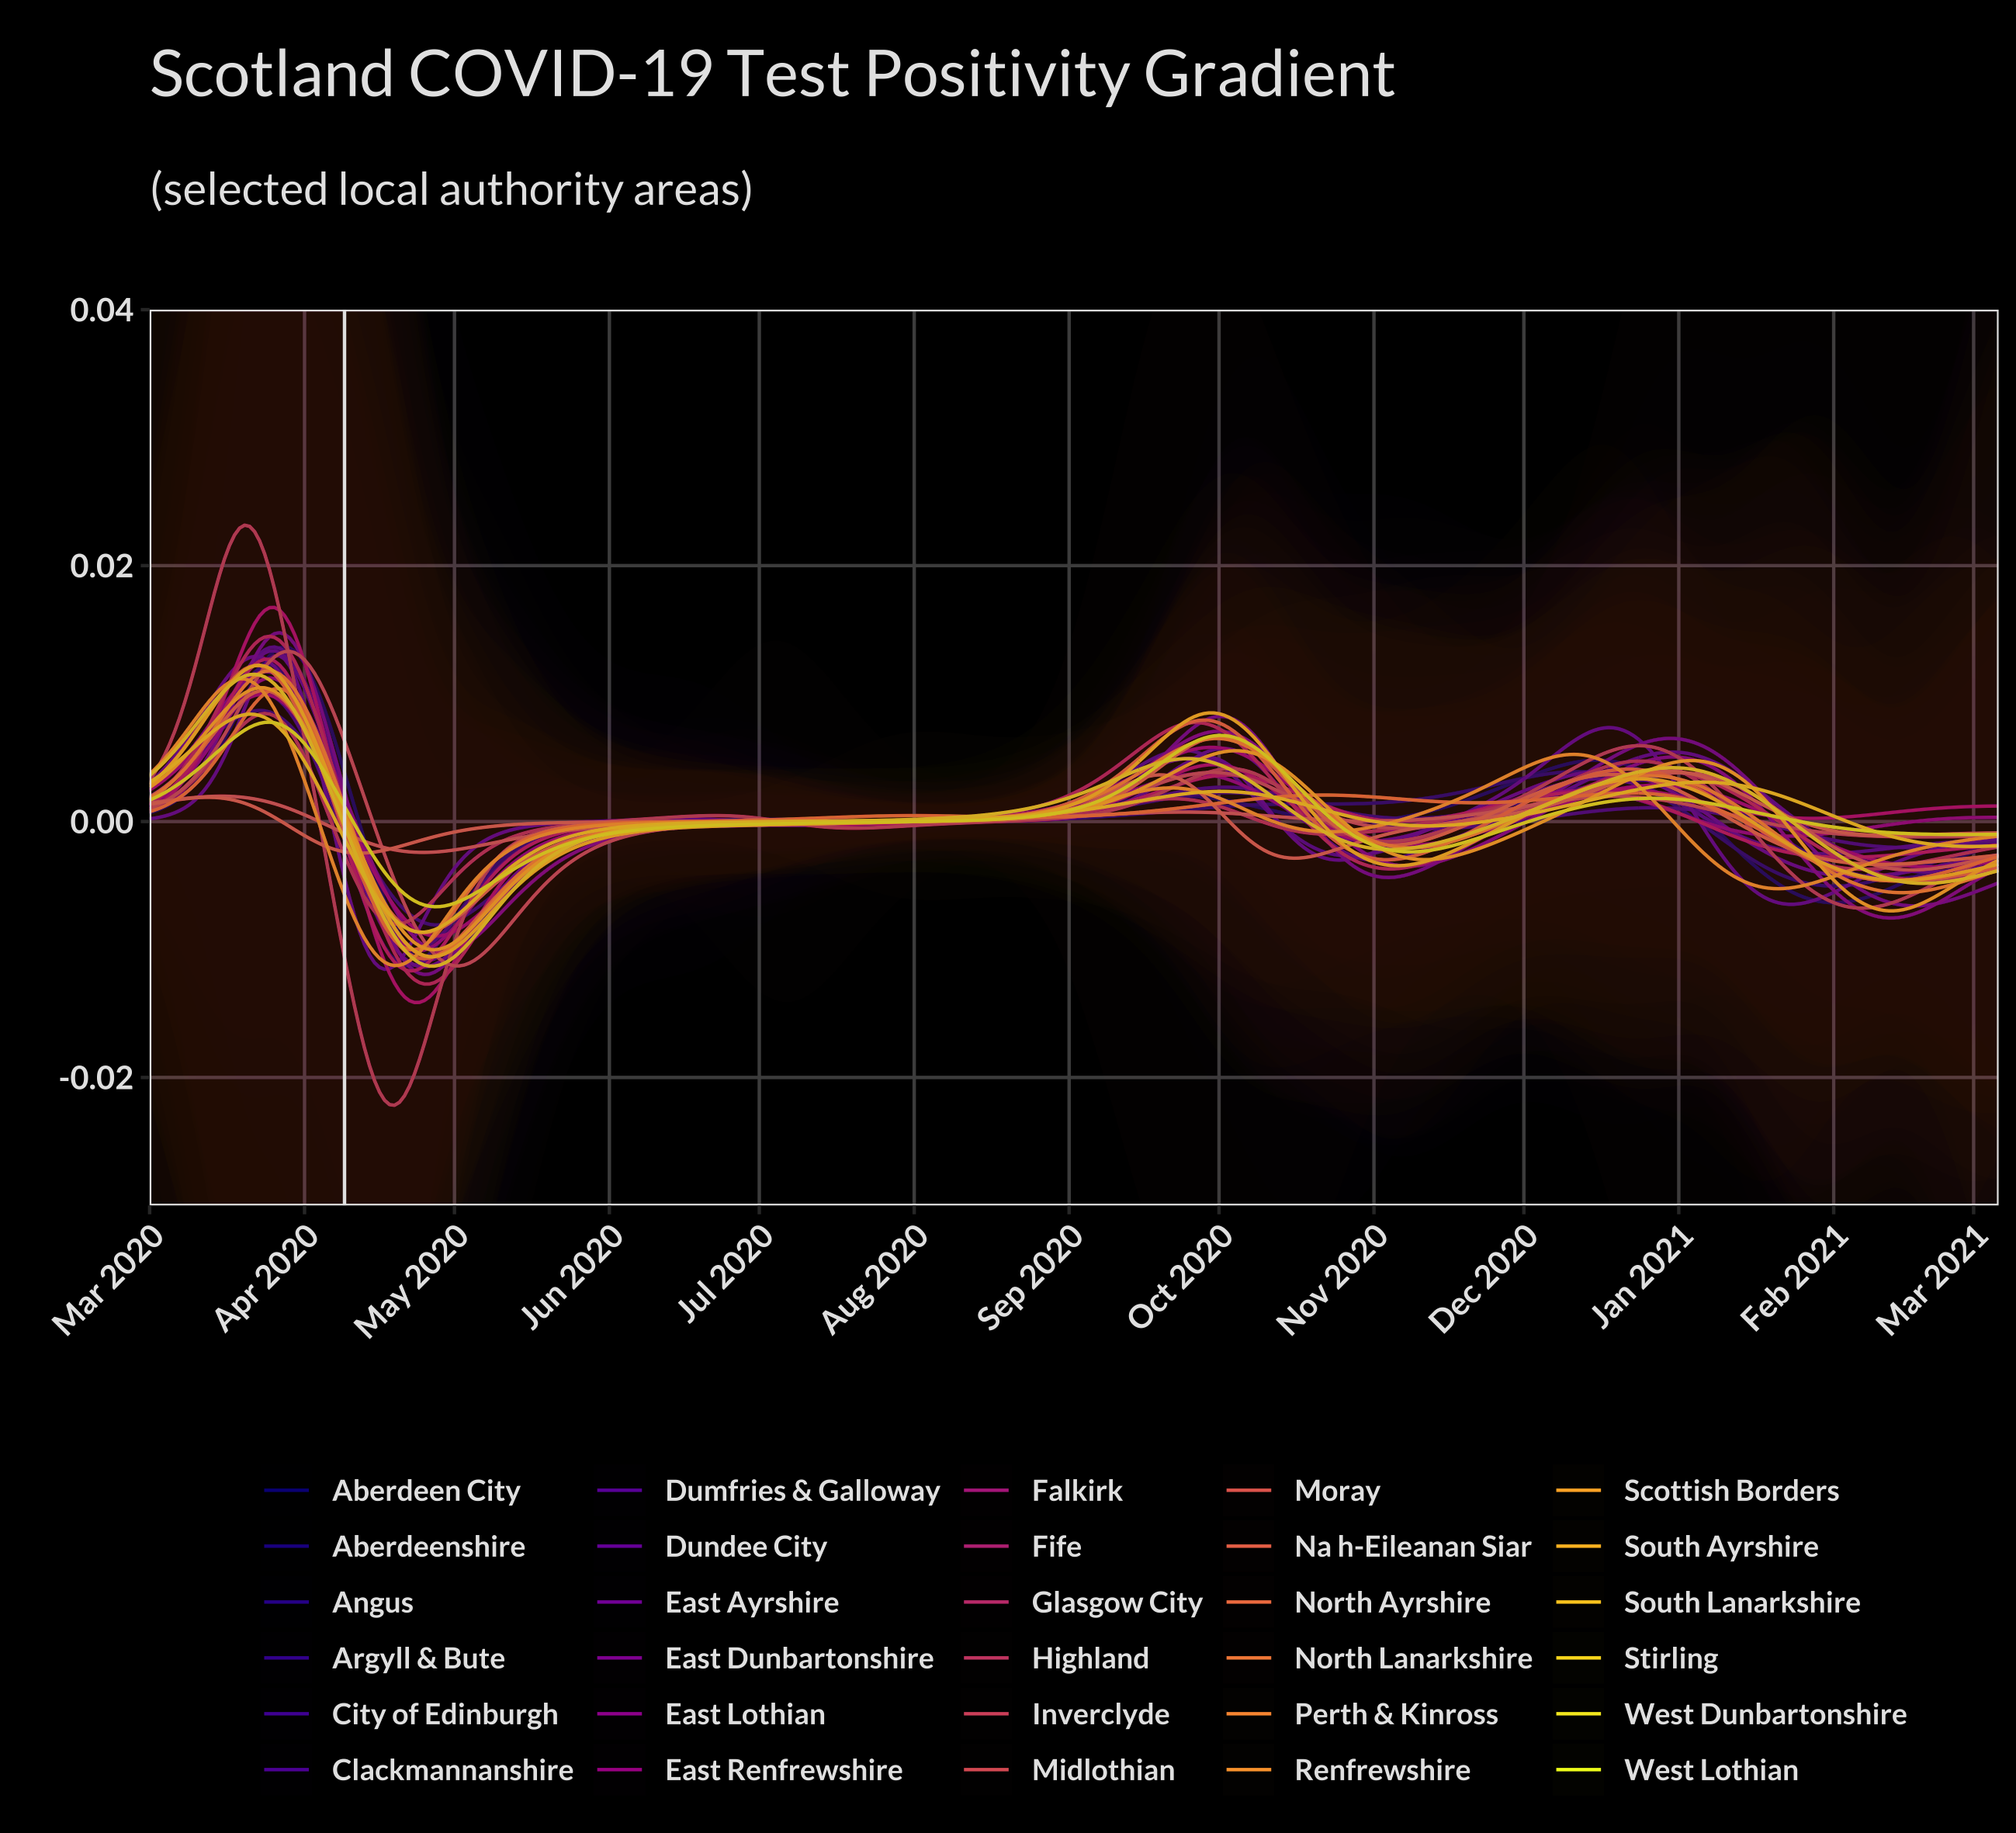 Scotland COVID-19 Test Positivity Gradient
(selected local authority areas)
0.04
0.02
0.00
-0.02
Mar 2020
Apr 2020
May 2020
Jun 2020
Jul 2020
Aug 2020
Sep 2020
Oct 2020
Nov 2020
Dec 2020
Jan 2021
Feb 2021
Mar 2021
Aberdeen City
Aberdeenshire
Angus
Argyll & Bute
City of Edinburgh
Clackmannanshire
Dumfries & Galloway
Dundee City
East Ayrshire
East Dunbartonshire
East Lothian
East Renfrewshire
Falkirk
Fife
Glasgow City
Highland
Inverclyde
Midlothian
Moray
Na h-Eileanan Siar
North Ayrshire
North Lanarkshire
Perth & Kinross
Renfrewshire
Scottish Borders
South Ayrshire
South Lanarkshire
Stirling
West Dunbartonshire
West Lothian